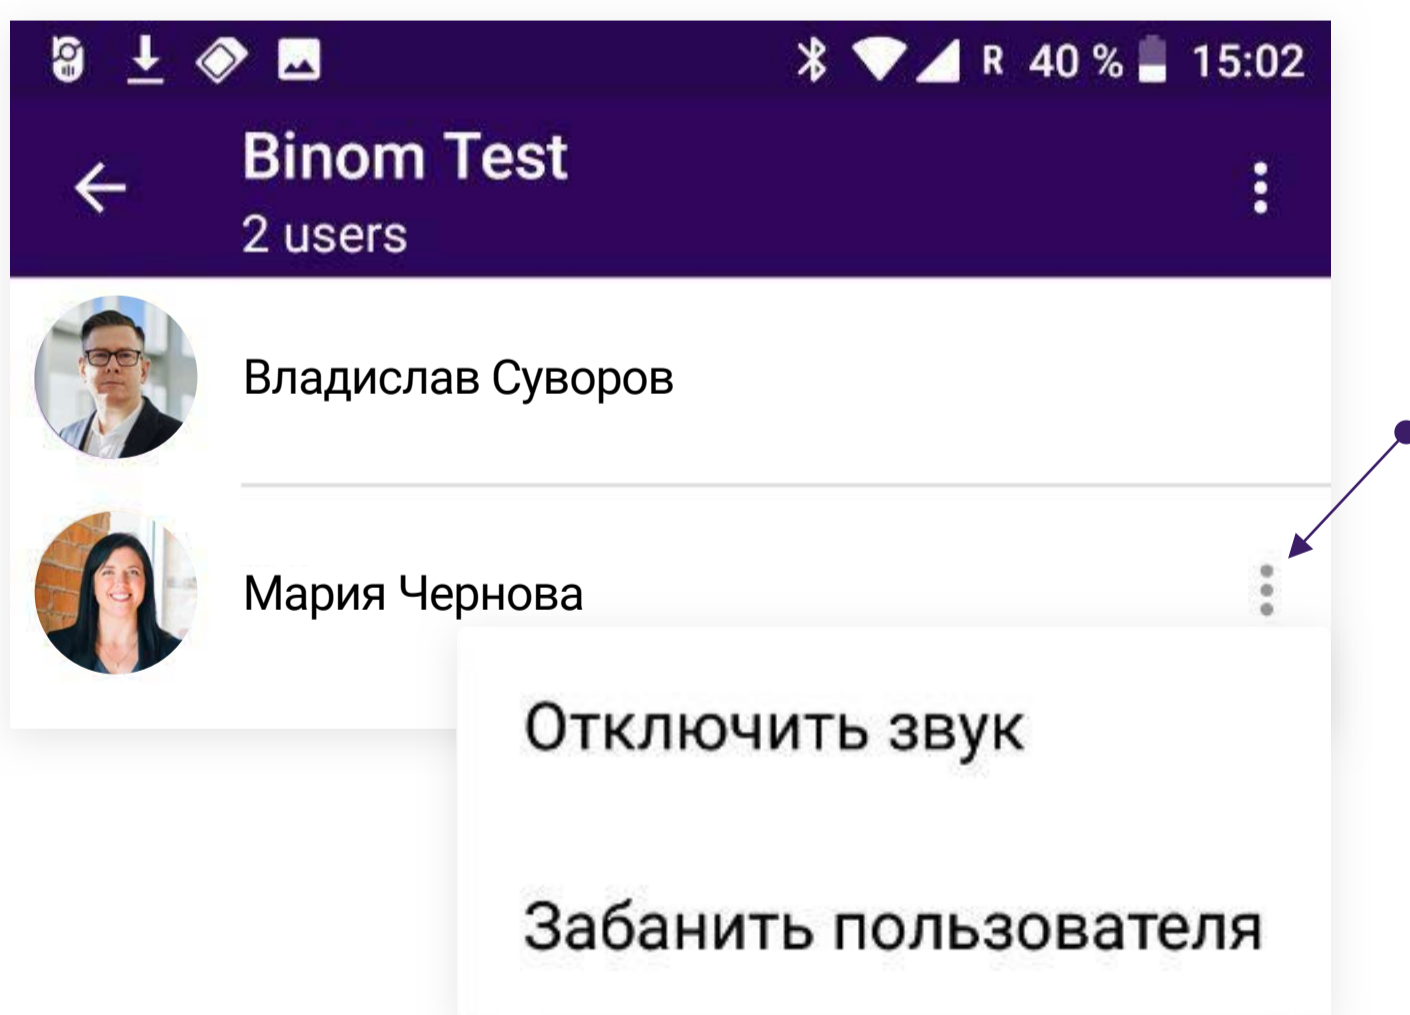 R 40 % 15:02
Binom Test
2 users
Владислав Суворов
Мария Чернова
Отключить звук
Забанить пользователя